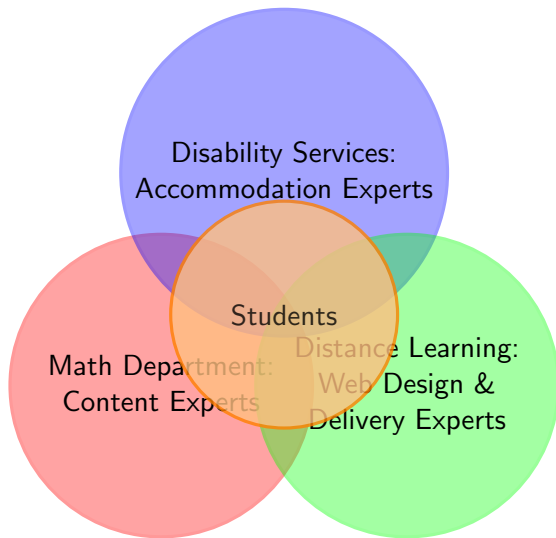 Disability Services:
Accommodation Experts
Students
Math Department:
Content Experts
Distance Learning:
Web Design &
Delivery Experts